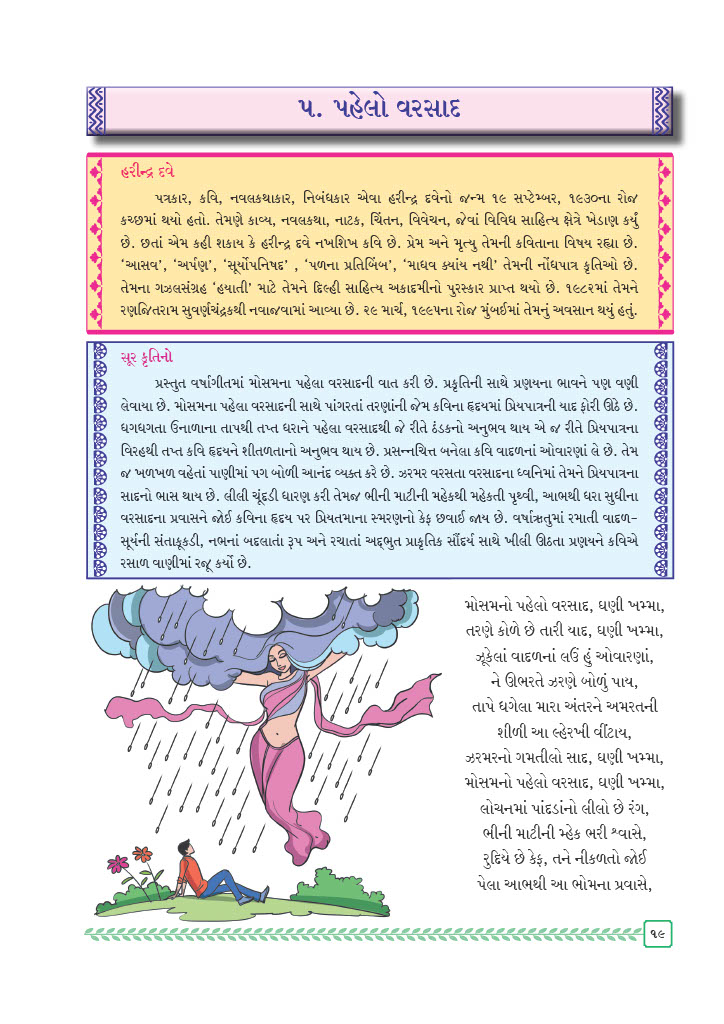 ૫. પહેલો વરસાદ
હરીન્દ્ર દવે
પત્રકાર, કવિ, નવલકથાકાર, નિબંધકાર એવા હરીન્દ્ર દવેનો જન્મ ૧૯ સપ્ટેમ્બર, ૧૯૩૦ના રોજ
કચ્છમાં થયો હતો. તેમણે કાવ્ય, નવલકથા, નાટક, ચિંતન, વિવેચન, જેવાં વિવિધ સાહિત્ય ક્ષેત્રે ખેડાણ કર્યું
છે. છતાં એમ કહી શકાય કે હરીન્દ્ર દવે નખશિખ કવિ છે. પ્રેમ અને મૃત્યુ તેમની કવિતાના વિષય રહ્યા છે.
‘આસવ’, ‘અર્પણ’, ‘સૂર્યોપનિષદ’ , ‘પળના પ્રતિબિંબ’, ‘માધવ ક્યાંય નથી’ તેમની નોંધપાત્ર કૃતિઓ છે.
તેમના ગઝલસંગ્રહ ‘હયાતી’ માટે તેમને દિલ્હી સાહિત્ય અકાદમીનો પુરસ્કાર પ્રાપ્ત થયો છે. ૧૯૮૨માં તેમને
રણજિતરામ સુવર્ણચંદ્રકથી નવાજવામાં આવ્યા છે. ૨૯ માર્ચ, ૧૯૯૫ના રોજ મુંબઈમાં તેમનું અવસાન થયું હતું.
સૂર કૃતિનો
પ્રસ્તુત વર્ષાગીતમાં મોસમના પહેલા વરસાદની વાત કરી છે. પ્રકૃતિની સાથે પ્રણયના ભાવને પણ વણી
લેવાયા છે. મોસમના પહેલા વરસાદની સાથે પાંગરતાં તરણાંની જેમ કવિના હૃદયમાં પ્રિયપાત્રની યાદ ફોરી ઊઠે છે.
ધગધગતા ઉનાળાના તાપથી તપ્ત ધરાને પહેલા વરસાદથી જે રીતે ઠંડકનો અનુભવ થાય એ જ રીતે પ્રિયપાત્રના
વિરહથી તપ્ત કવિ હૃદયને શીતળતાનો અનુભવ થાય છે. પ્રસન્નચિત્ત બનેલા કવિ વાદળનાં ઓવારણાં લે છે. તેમ
જ ખળખળ વહેતાં પાણીમાં પગ બોળી આનંદ વ્યક્ત કરે છે. ઝરમર વરસતા વરસાદના ધ્વનિમાં તેમને પ્રિયપાત્રના
સાદનો ભાસ થાય છે. લીલી ચૂંદડી ધારણ કરી તેમજ ભીની માટીની મહેકથી મહેકતી પૃથ્વી, આભથી ધરા સુધીના
વરસાદના પ્રવાસને જોઈ કવિના હૃદય પર પ્રિયતમાના સ્મરણનો કેફ છવાઈ જાય છે. વર્ષાઋતુમાં રમાતી વાદળ-
સૂર્યની સંતાકૂકડી, નભનાં બદલાતાં રૂપ અને રચાતાં અદ્દભુત પ્રાકૃતિક સૌંદર્ય સાથે ખીલી ઊઠતા પ્રણયને કવિએ
રસાળ વાણીમાં રજૂ કર્યો છે.
મોસમનો પહેલો વરસાદ, ઘણી ખમ્મા,
તરણે કોળે છે તારી યાદ, ઘણી ખમ્મા,
ઝૂકેલાં વાદળનાં લઉં હું ઓવારણાં,
ને ઊભરતે ઝરણે બોળું પાય,
તાપે ધગેલા મારા અંતરને અમરતની
શીળી આ લ્હેરખી વીંટાય,
ઝરમરનો ગમતીલો સાદ, ઘણી ખમ્મા,
મોસમનો પહેલો વરસાદ, ઘણી ખમ્મા,
લોચનમાં પાંદડાંનો લીલો છે રંગ,
ભીની માટીની મ્હેક ભરી શ્વાસે,
રુદિયે છે કેફ, તને નીકળતો જોઈ
પેલા આભથી આ ભોમના પ્રવાસે,
૧૯